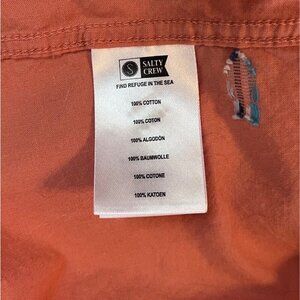 S
SALTY
CREW
FIND REFUGE IN THE SEA
100% COTTON
100% COTON
100% ALGODÓN
100% BAUMWOLLE
100% COTONE
100% KATOEN